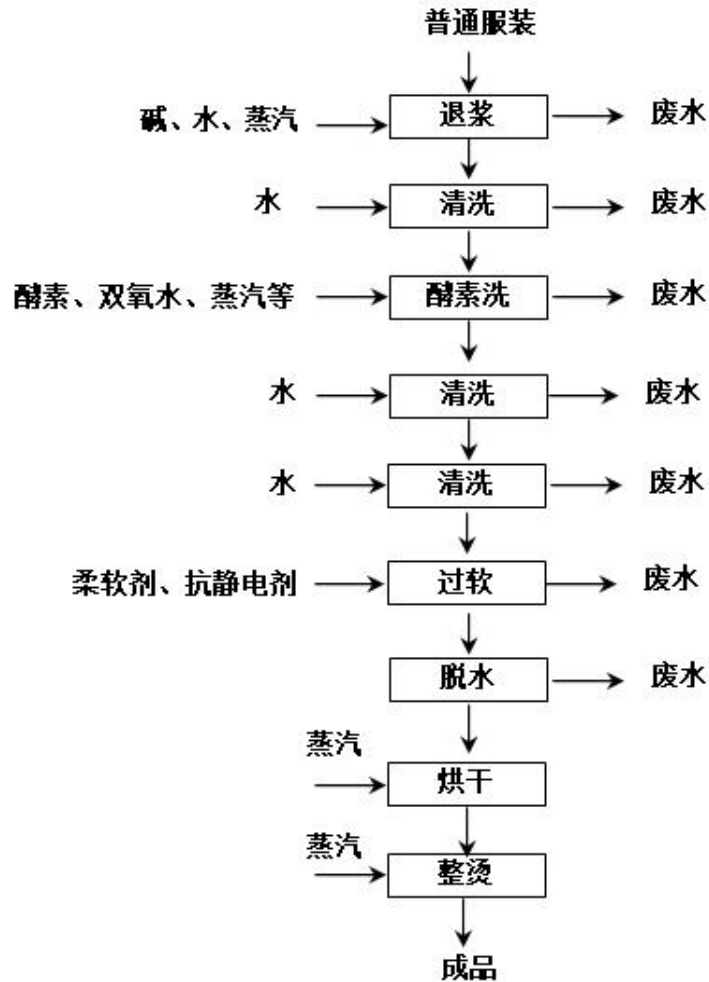 普通服装
碱、水、蒸汽
退浆
废水
水
清洗
废水
酵素、双氧水、蒸汽等
酵素洗
废水
水
清洗
废水
水
清洗
废水
柔软剂、抗静电剂
过软
废水
脱水
废水
蒸汽
烘干
蒸汽
整烫
成品